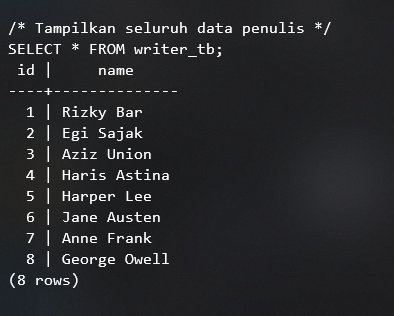 /* Tampilkan seluruh data penulis */
SELECT * FROM writer_tb;
 id |     name
----+--------------
  1 | Rizky Bar
  2 | Egi Sajak
  3 | Aziz Union
  4 | Haris Astina
  5 | Harper Lee
  6 | Jane Austen
  7 | Anne Frank
  8 | George Owell
(8 rows)